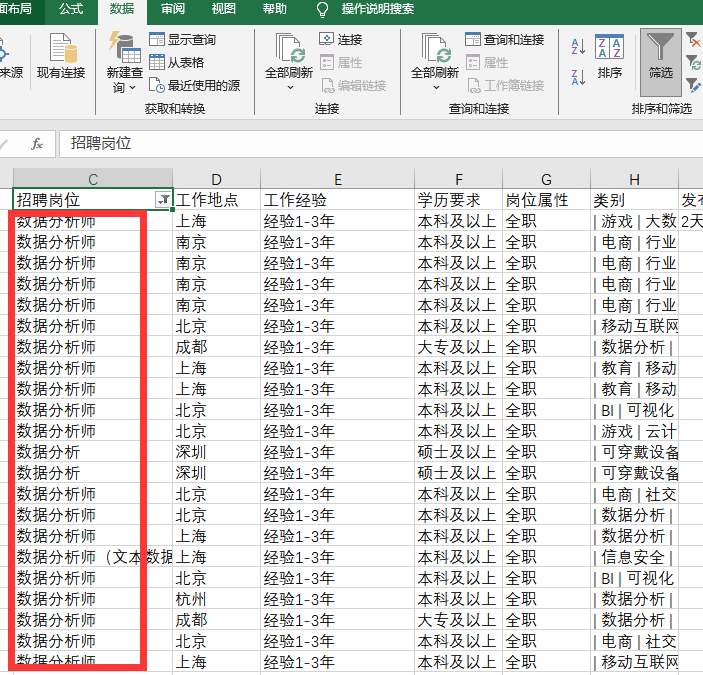 面布局 公式 数据 审阅 视图 帮助 操作说明搜索
来源 现有连接 新建查询 显示查询 从表格 最近使用的源 全部刷新 连接 属性 编辑链接 全部刷新 查询和连接 属性 工作簿链接 排序 筛选
获取和转换 连接 查询和连接 排序和筛选
fx 招聘岗位
C D E F G H
招聘岗位 工作地点 工作经验 学历要求 岗位属性 类别 发布
数据分析师 上海 经验1-3年 本科及以上 全职 | 游戏 | 大数 2天
数据分析师 南京 经验1-3年 本科及以上 全职 | 电商 | 行业
数据分析师 南京 经验1-3年 本科及以上 全职 | 电商 | 行业
数据分析师 南京 经验1-3年 本科及以上 全职 | 电商 | 行业
数据分析师 南京 经验1-3年 本科及以上 全职 | 电商 | 行业
数据分析师 北京 经验1-3年 本科及以上 全职 | 移动互联网
数据分析师 成都 经验1-3年 大专及以上 全职 | 数据分析 |
数据分析师 上海 经验1-3年 本科及以上 全职 | 教育 | 移动
数据分析师 上海 经验1-3年 本科及以上 全职 | 教育 | 移动
数据分析师 北京 经验1-3年 本科及以上 全职 | BI | 可视化
数据分析师 北京 经验1-3年 本科及以上 全职 | 游戏 | 云计
数据分析 深圳 经验1-3年 硕士及以上 全职 | 可穿戴设备
数据分析 深圳 经验1-3年 硕士及以上 全职 | 可穿戴设备
数据分析师 北京 经验1-3年 本科及以上 全职 | 电商 | 社交
数据分析师 北京 经验1-3年 本科及以上 全职 | 数据分析 |
数据分析师 上海 经验1-3年 本科及以上 全职 | 数据分析 |
数据分析师（文本数据 上海 经验1-3年 本科及以上 全职 | 信息安全 |
数据分析师 北京 经验1-3年 本科及以上 全职 | BI | 可视化
数据分析师 杭州 经验1-3年 本科及以上 全职 | 数据分析 |
数据分析师 成都 经验1-3年 大专及以上 全职 | 数据分析 |
数据分析师 北京 经验1-3年 本科及以上 全职 | 电商 | 社交
数据分析师 上海 经验1-3年 本科及以上 全职 | 移动互联网